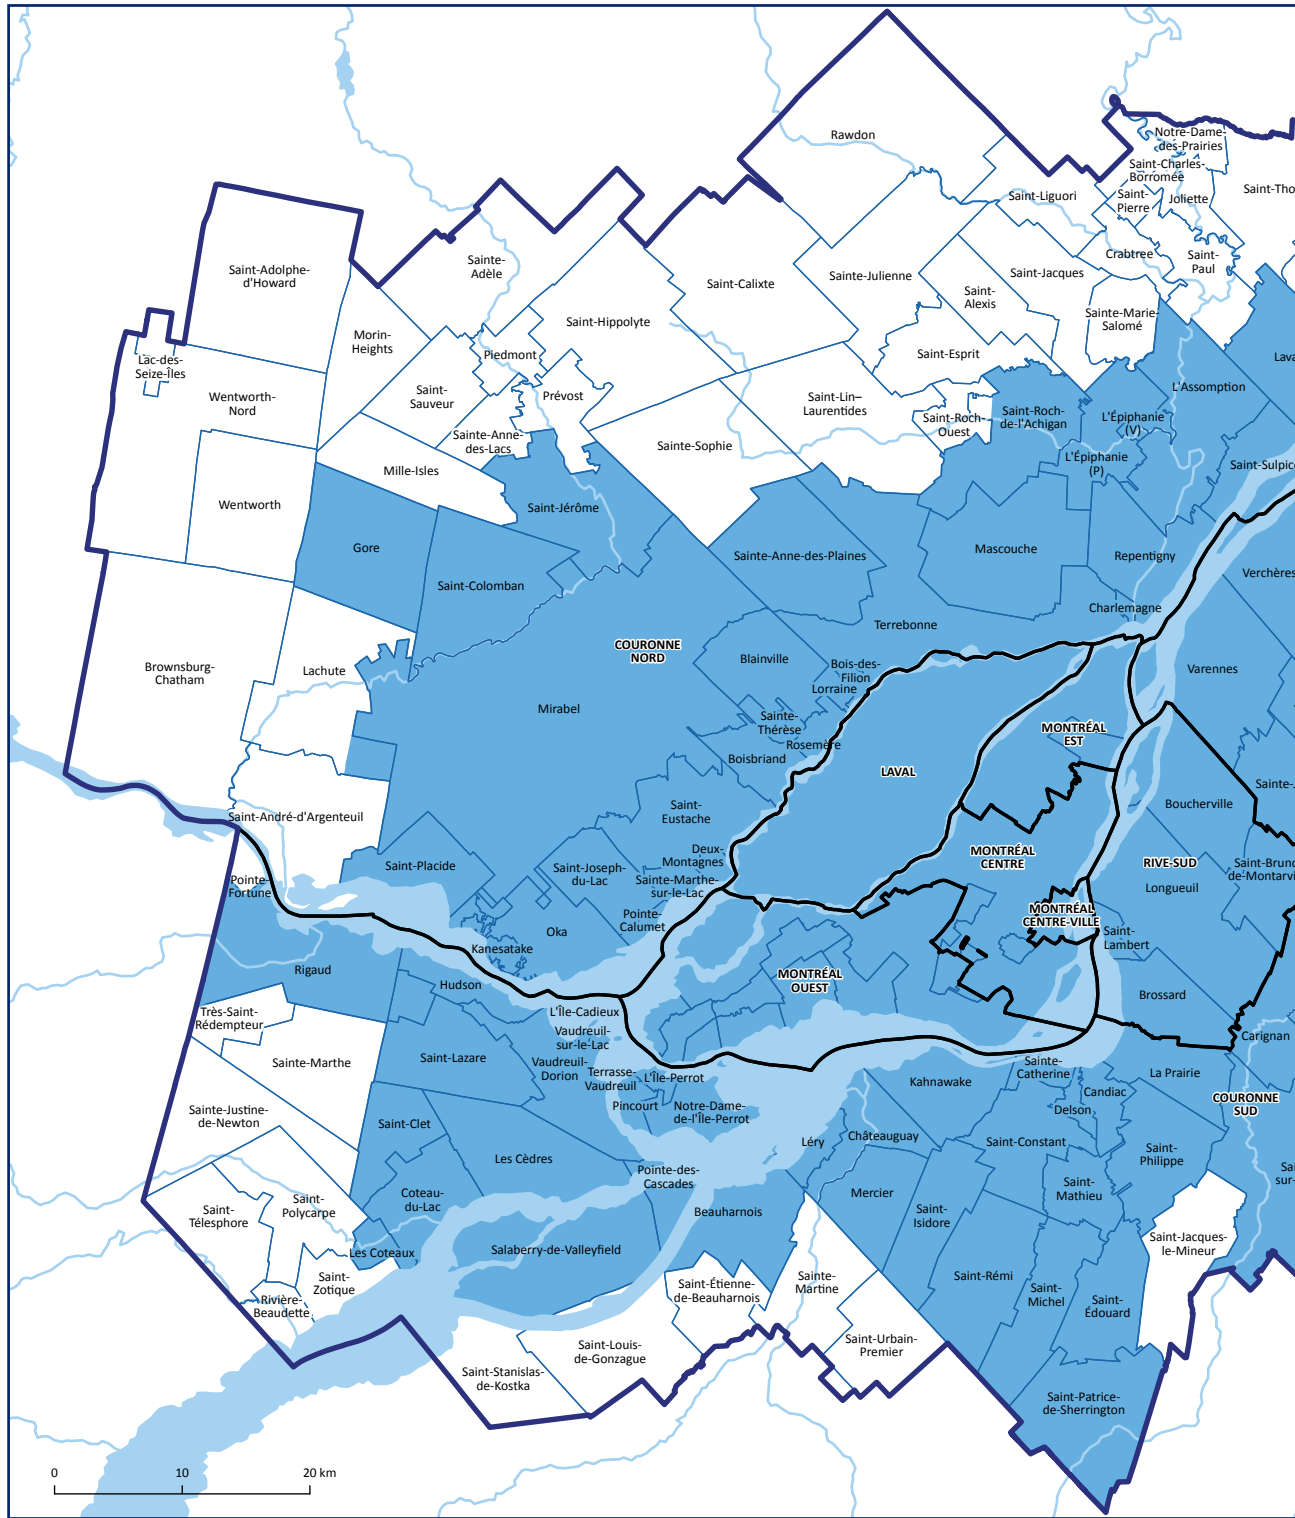 Rawdon
Notre-Dame-
des-Prairies
Saint-Charles-
Borromée
Saint-
Pierre
Joliette
Saint-Tho
Saint-Liguori
Crabtree
Saint-
Paul
Sainte-
Adèle
Saint-Adolphe-
d'Howard
Saint-Calixte
Sainte-Julienne
Saint-Jacques
Saint-
Alexis
Sainte-Marie-
Salomé
Saint-Hippolyte
Morin-
Heights
Piedmont
Saint-Esprit
Lac-des-
Seize-Îles
Lava
Wentworth-
Nord
Saint-
Sauveur
Prévost
Saint-Lin–
Laurentides
L'Assomption
Saint-Roch-
Ouest
Saint-Roch-
de-l'Achigan
L'Épiphanie
(V)
Sainte-Anne-
des-Lacs
Sainte-Sophie
L'Épiphanie
(P)
Saint-Sulpice
Mille-Isles
Wentworth
Saint-Jérôme
Gore
Saint-Colomban
Sainte-Anne-des-Plaines
Mascouche
Repentigny
Verchères
Charlemagne
Terrebonne
COURONNE
NORD
Blainville
Bois-des-
Filion
Lorraine
Varennes
Brownsburg-
Chatham
Lachute
Mirabel
Sainte-
Thérèse
Rosemère
Boisbriand
MONTRÉAL
EST
LAVAL
Sainte-J
Boucherville
Saint-
Eustache
Saint-André-d'Argenteuil
Deux-
Montagnes
Saint-Placide
Saint-Joseph-
du-Lac
Sainte-Marthe-
sur-le-Lac
MONTRÉAL
CENTRE
RIVE-SUD
Longueuil
Saint-Bruno
de-Montarvi
Pointe-
Fortune
Pointe-
Calumet
MONTRÉAL
CENTRE-VILLE
Saint-
Lambert
Oka
Kanesatake
Rigaud
Hudson
MONTRÉAL
OUEST
Brossard
Très-Saint-
Rédempteur
L'Île-Cadieux
Vaudreuil-
sur-le-Lac
Carignan
Sainte-Marthe
Saint-Lazare
Vaudreuil-
Dorion
Terrasse-
Vaudreuil
L'Île-Perrot
Kahnawake
Sainte-
Catherine
La Prairie
Candiac
Delson
COURONNE
SUD
Sainte-Justine-
de-Newton
Saint-Clet
Pincourt
Notre-Dame-
de-l'Île-Perrot
Châteauguay
Léry
Saint-Constant
Saint-
Philippe
Les Cèdres
Pointe-des-
Cascades
Sai
sur-
Saint-
Télesphore
Saint-
Polycarpe
Coteau-
du-Lac
Mercier
Saint-
Mathieu
Saint-
Isidore
Beauharnois
Les Coteaux
Salaberry-de-Valleyfield
Saint-Jacques-
le-Mineur
Saint-
Zotique
Rivière-
Beaudette
Saint-Étienne-
de-Beauharnois
Sainte-
Martine
Saint-Rémi
Saint-
Michel
Saint-
Édouard
Saint-Louis-
de-Gonzague
Saint-Urbain-
Premier
Saint-Stanislas-
de-Kostka
Saint-Patrice-
de-Sherrington
0 10 20 km